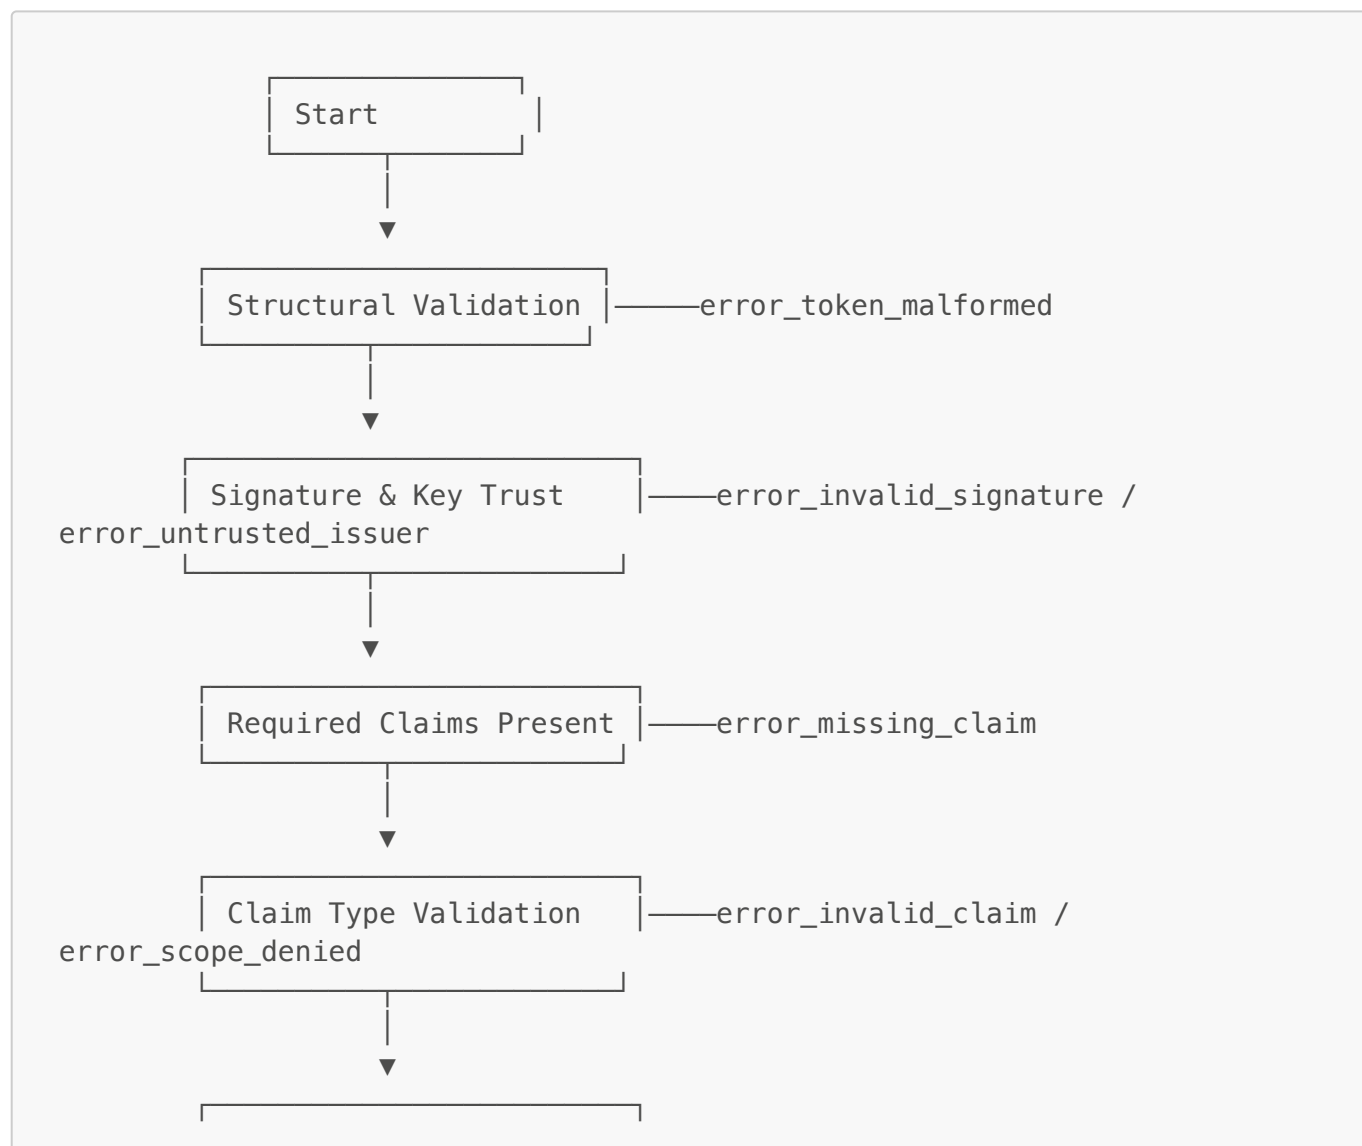 Start
Structural Validation error_token_malformed
Signature & Key Trust error_invalid_signature /
error_untrusted_issuer
Required Claims Present error_missing_claim
Claim Type Validation error_invalid_claim /
error_scope_denied